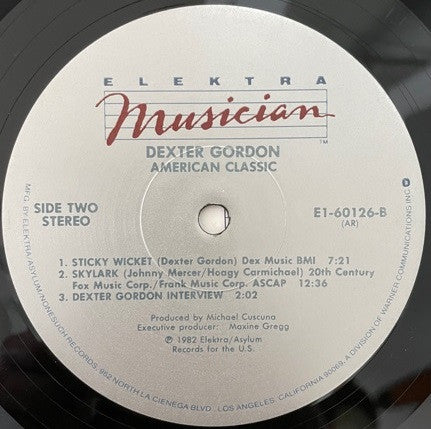 ELEKTRA
Musician
TM
DEXTER GORDON
AMERICAN CLASSIC
SIDE TWO
STEREO
E1-60126-B
(AR)
1. STICKY WICKET (Dexter Gordon) Dex Music BMI 7:21
2. SKYLARK (Johnny Mercer/Hoagy Carmichael) 20th Century
Fox Music Corp./Frank Music Corp. ASCAP 12:36
3. DEXTER GORDON INTERVIEW 2:02
Produced by Michael Cuscuna
Executive producer: Maxine Gregg
℗ 1982 Elektra/Asylum
Records for the U.S.
MFG. BY ELEKTRA/ASYLUM/NONESUCH RECORDS, 962 NORTH LA CIENEGA BLVD., LOS ANGELES, CALIFORNIA 90069, A DIVISION OF WARNER COMMUNICATIONS INC.